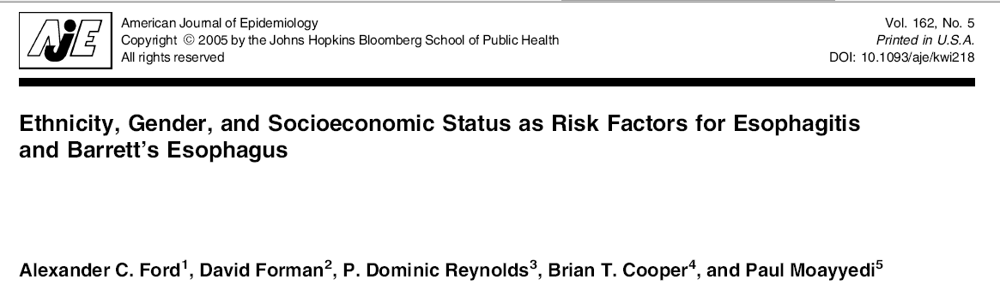 AJE
American Journal of Epidemiology
Copyright © 2005 by the Johns Hopkins Bloomberg School of Public Health
All rights reserved
Vol. 162, No. 5
Printed in U.S.A.
DOI: 10.1093/aje/kwi218
Ethnicity, Gender, and Socioeconomic Status as Risk Factors for Esophagitis
and Barrett's Esophagus
Alexander C. Ford1, David Forman2, P. Dominic Reynolds3, Brian T. Cooper4, and Paul Moayyedi5